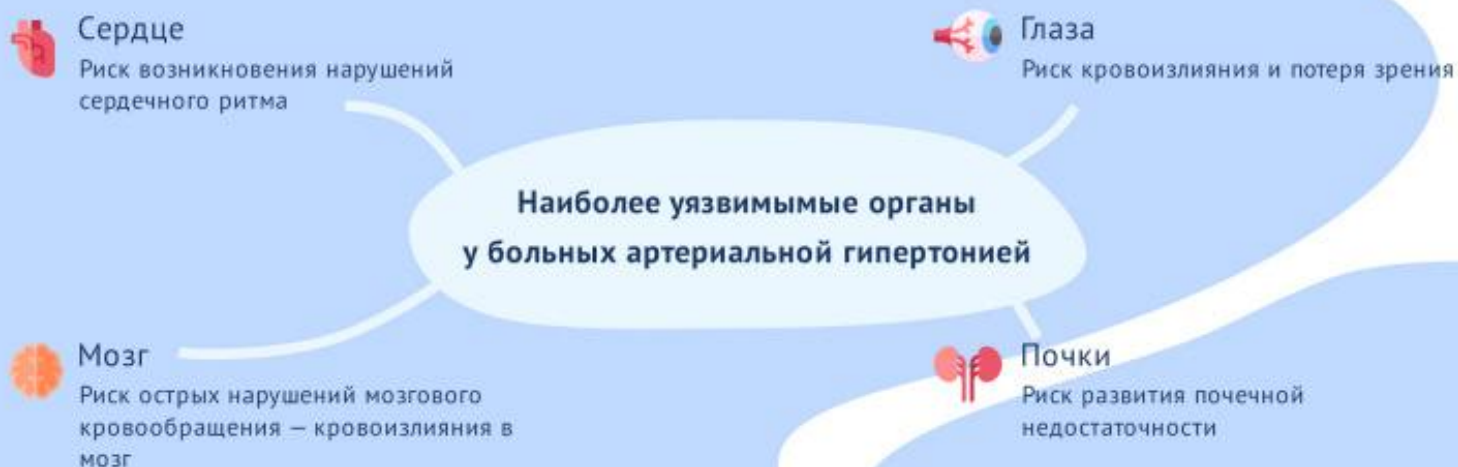 Сердце
Риск возникновения нарушений
сердечного ритма
Глаза
Риск кровоизлияния и потеря зрения
Наиболее уязвимымые органы
у больных артериальной гипертонией
Мозг
Риск острых нарушений мозгового
кровообращения — кровоизлияния в
мозг
Почки
Риск развития почечной
недостаточности